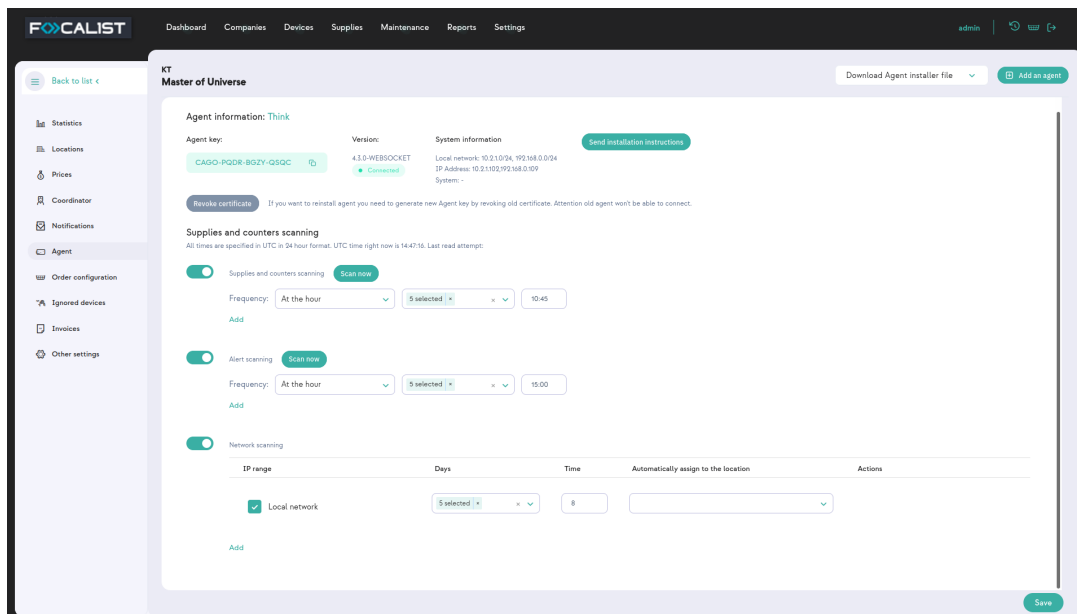 FOCALIST Dashboard Companies Devices Supplies Maintenance Reports Settings admin
Back to list <
KT
Master of Universe
Download Agent installer file
Add an agent
Statistics
Locations
Prices
Coordinator
Notifications
Agent
Order configuration
Ignored devices
Invoices
Other settings
Agent information: Think
Agent key: Version: System information
CAGO-PQDR-BGZY-QSQC
4.3.0-WEBSOCKET
Connected
Local network: 10.2.1.0/24, 192.168.0.0/24
IP Address: 10.2.1.102,192.168.0.109
System: -
Send installation instructions
Revoke certificate If you want to reinstall agent you need to generate new Agent key by revoking old certificate. Attention old agent won't be able to connect.
Supplies and counters scanning
All times are specified in UTC in 24 hour format. UTC time right now is 14:47:16. Last read attempt:
Supplies and counters scanning Scan now
Frequency: At the hour 5 selected × × 10:45
Add
Alert scanning Scan now
Frequency: At the hour 5 selected × × 15:00
Add
Network scanning
IP range Days Time Automatically assign to the location Actions
Local network 5 selected × × 8
Add
Save